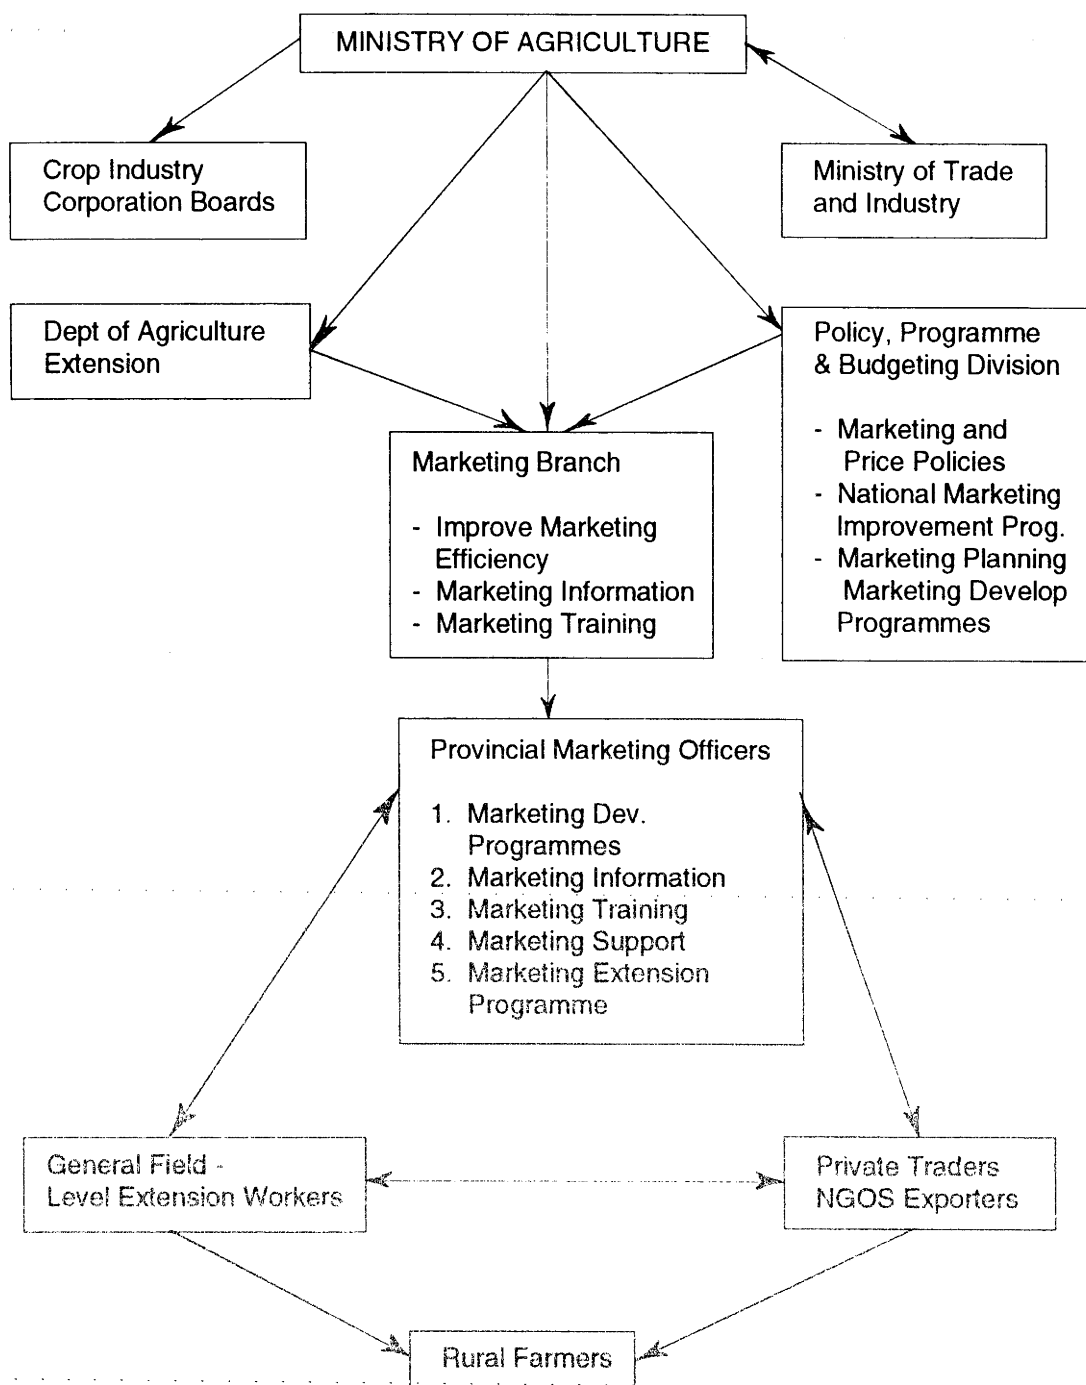 MINISTRY OF AGRICULTURE
Crop Industry
Corporation Boards
Ministry of Trade
and Industry
Dept of Agriculture
Extension
Policy, Programme
& Budgeting Division
- Marketing and
Price Policies
- National Marketing
Improvement Prog.
- Marketing Planning
Marketing Develop
Programmes
Marketing Branch
- Improve Marketing
Efficiency
- Marketing Information
- Marketing Training
Provincial Marketing Officers
1. Marketing Dev.
Programmes
2. Marketing Information
3. Marketing Training
4. Marketing Support
5. Marketing Extension
Programme
General Field -
Level Extension Workers
Private Traders
NGOS Exporters
Rural Farmers